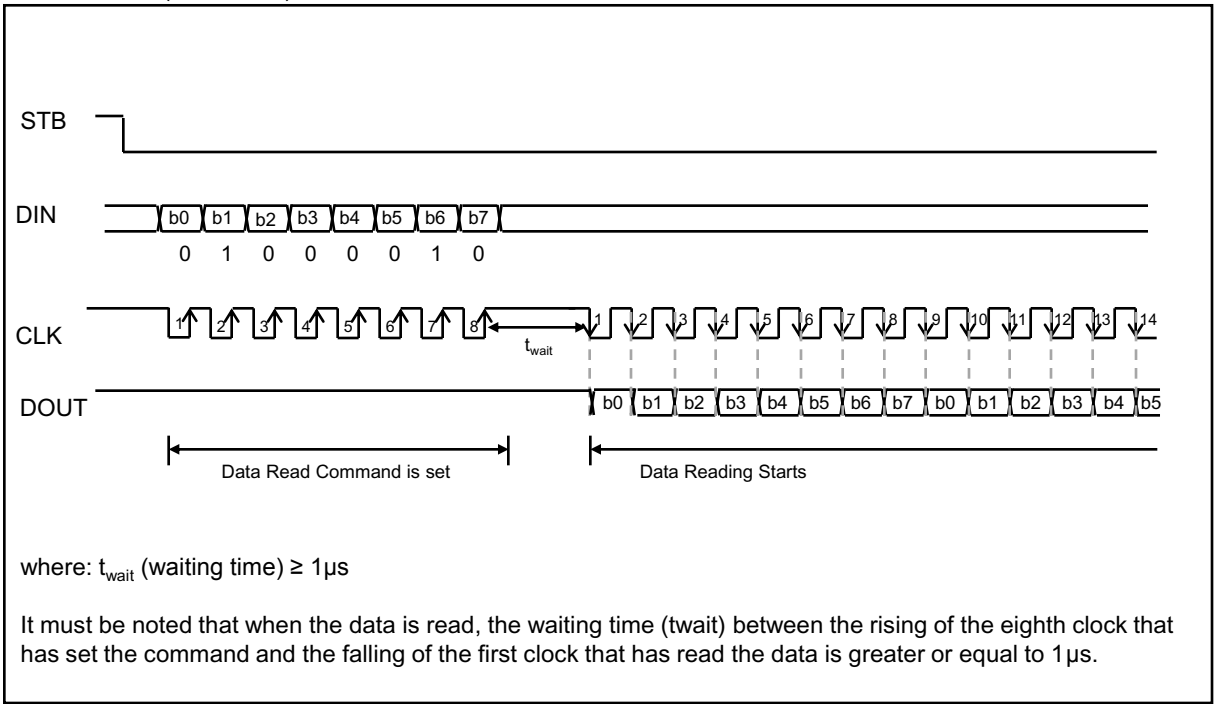 STB
DIN
b0 b1 b2 b3 b4 b5 b6 b7
0 1 0 0 0 0 1 0
CLK
1 2 3 4 5 6 7 8
t_wait
1 2 3 4 5 6 7 8 9 10 11 12 13 14
DOUT
b0 b1 b2 b3 b4 b5 b6 b7 b0 b1 b2 b3 b4 b5
Data Read Command is set
Data Reading Starts
where: t_wait (waiting time) ≥ 1µs
It must be noted that when the data is read, the waiting time (twait) between the rising of the eighth clock that
has set the command and the falling of the first clock that has read the data is greater or equal to 1µs.